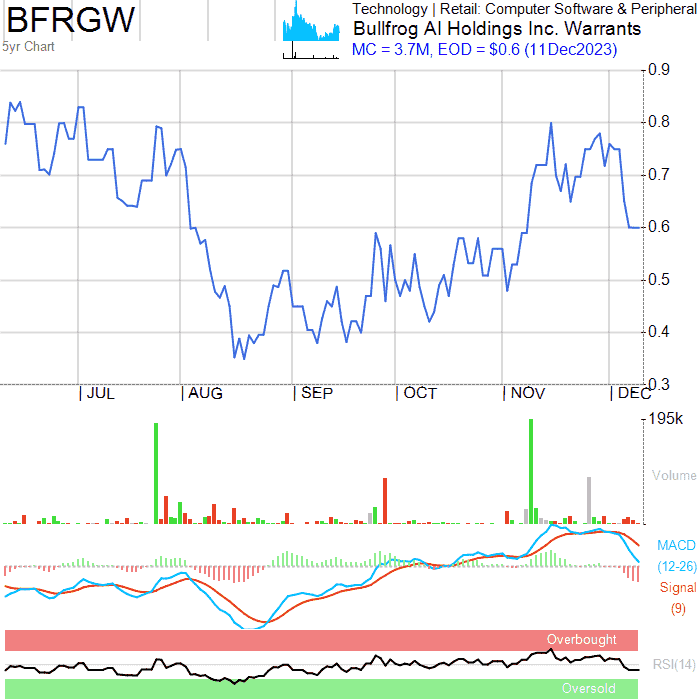 BFRGW
5yr Chart
Technology | Retail: Computer Software & Peripheral
Bullfrog AI Holdings Inc. Warrants
MC = 3.7M, EOD = $0.6 (11Dec2023)
0.9
0.8
0.7
0.6
0.5
0.4
0.3
| JUL | AUG | SEP | OCT | NOV | DEC
195k
Volume
MACD
(12-26)
Signal
(9)
Overbought
RSI(14)
Oversold